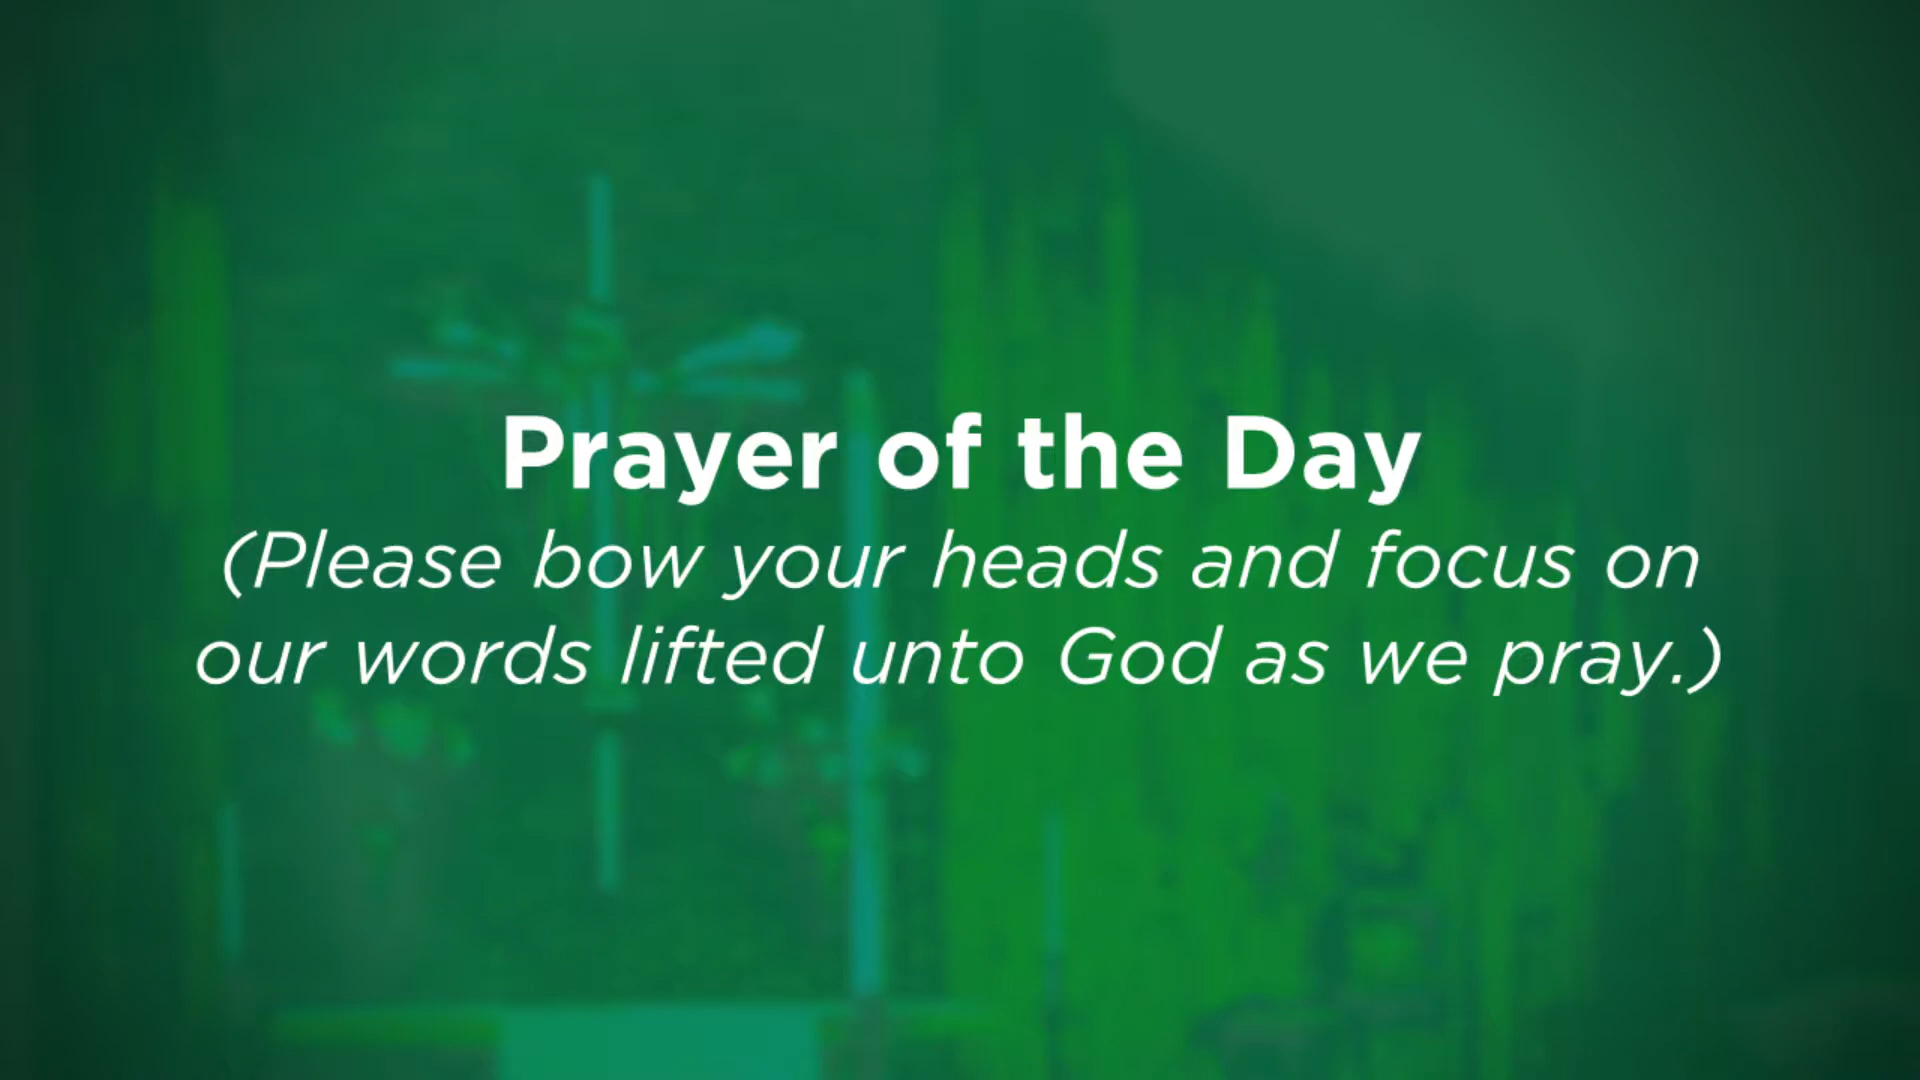 Prayer of the Day
(Please bow your heads and focus on
our words lifted unto God as we pray.)